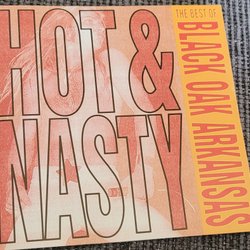 HOT &
NASTY
THE BEST OF
BLACK OAK ARKANSAS